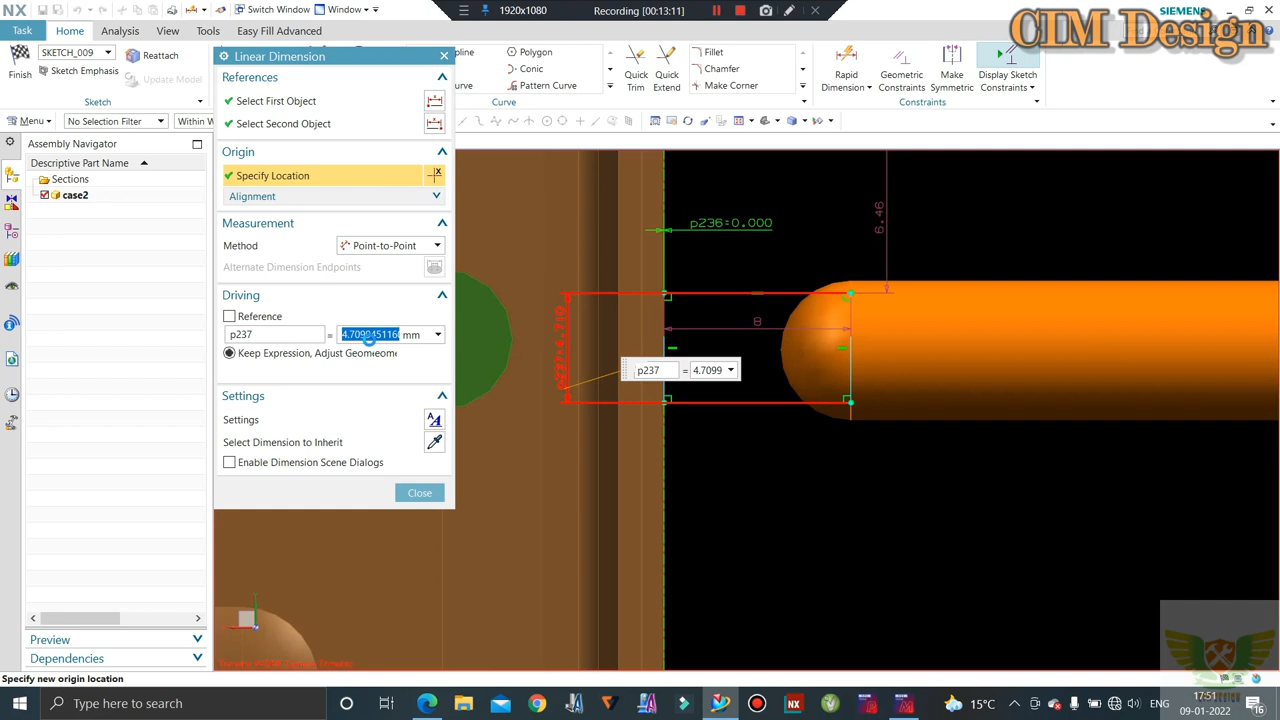 NX
Switch Window
Window
1920x1080
Recording [00:13:11]
SIEMENS
CIM Design
Task
Home
Analysis
View
Tools
Easy Fill Advanced
SKETCH_009
Reattach
Finish
Sketch Emphasis
Update Model
Sketch
Polygon
Conic
Pattern Curve
Curve
Quick Trim
Quick Extend
Fillet
Chamfer
Make Corner
Rapid Dimension
Geometric Constraints
Make Symmetric
Display Sketch Constraints
Constraints
Menu
No Selection Filter
Within W
Assembly Navigator
Descriptive Part Name
Sections
case2
Preview
Dependencies
Linear Dimension
References
Select First Object
Select Second Object
Origin
Specify Location
Alignment
Measurement
Method
Point-to-Point
Alternate Dimension Endpoints
Driving
Reference
p237 = mm
Keep Expression, Adjust
Settings
Settings
Select Dimension to Inherit
Enable Dimension Scene Dialogs
Close
p236=0.000
6.46
8
p237 = 4.7099
Specify new origin location
Type here to search
15°C
ENG
17:51
09-01-2022
16